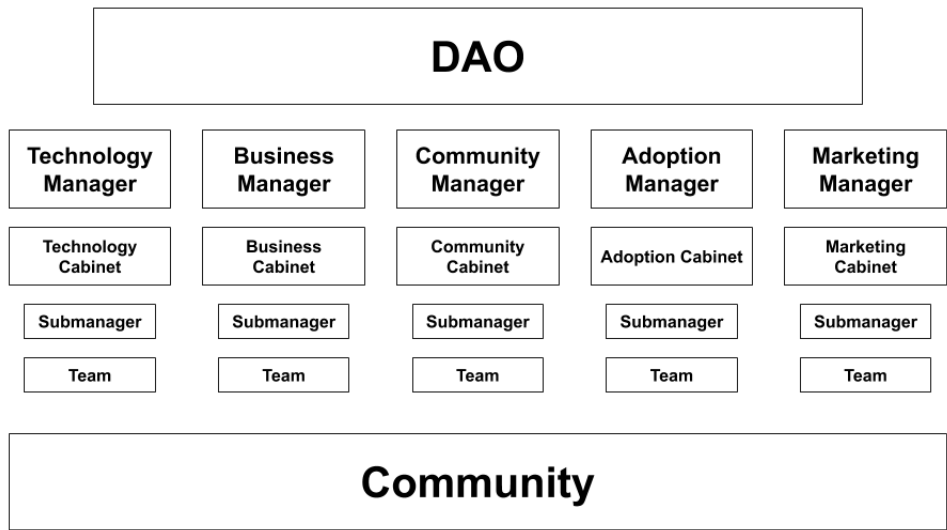 DAO
Technology
Manager
Business
Manager
Community
Manager
Adoption
Manager
Marketing
Manager
Technology
Cabinet
Business
Cabinet
Community
Cabinet
Adoption Cabinet
Marketing
Cabinet
Submanager
Submanager
Submanager
Submanager
Submanager
Team
Team
Team
Team
Team
Community